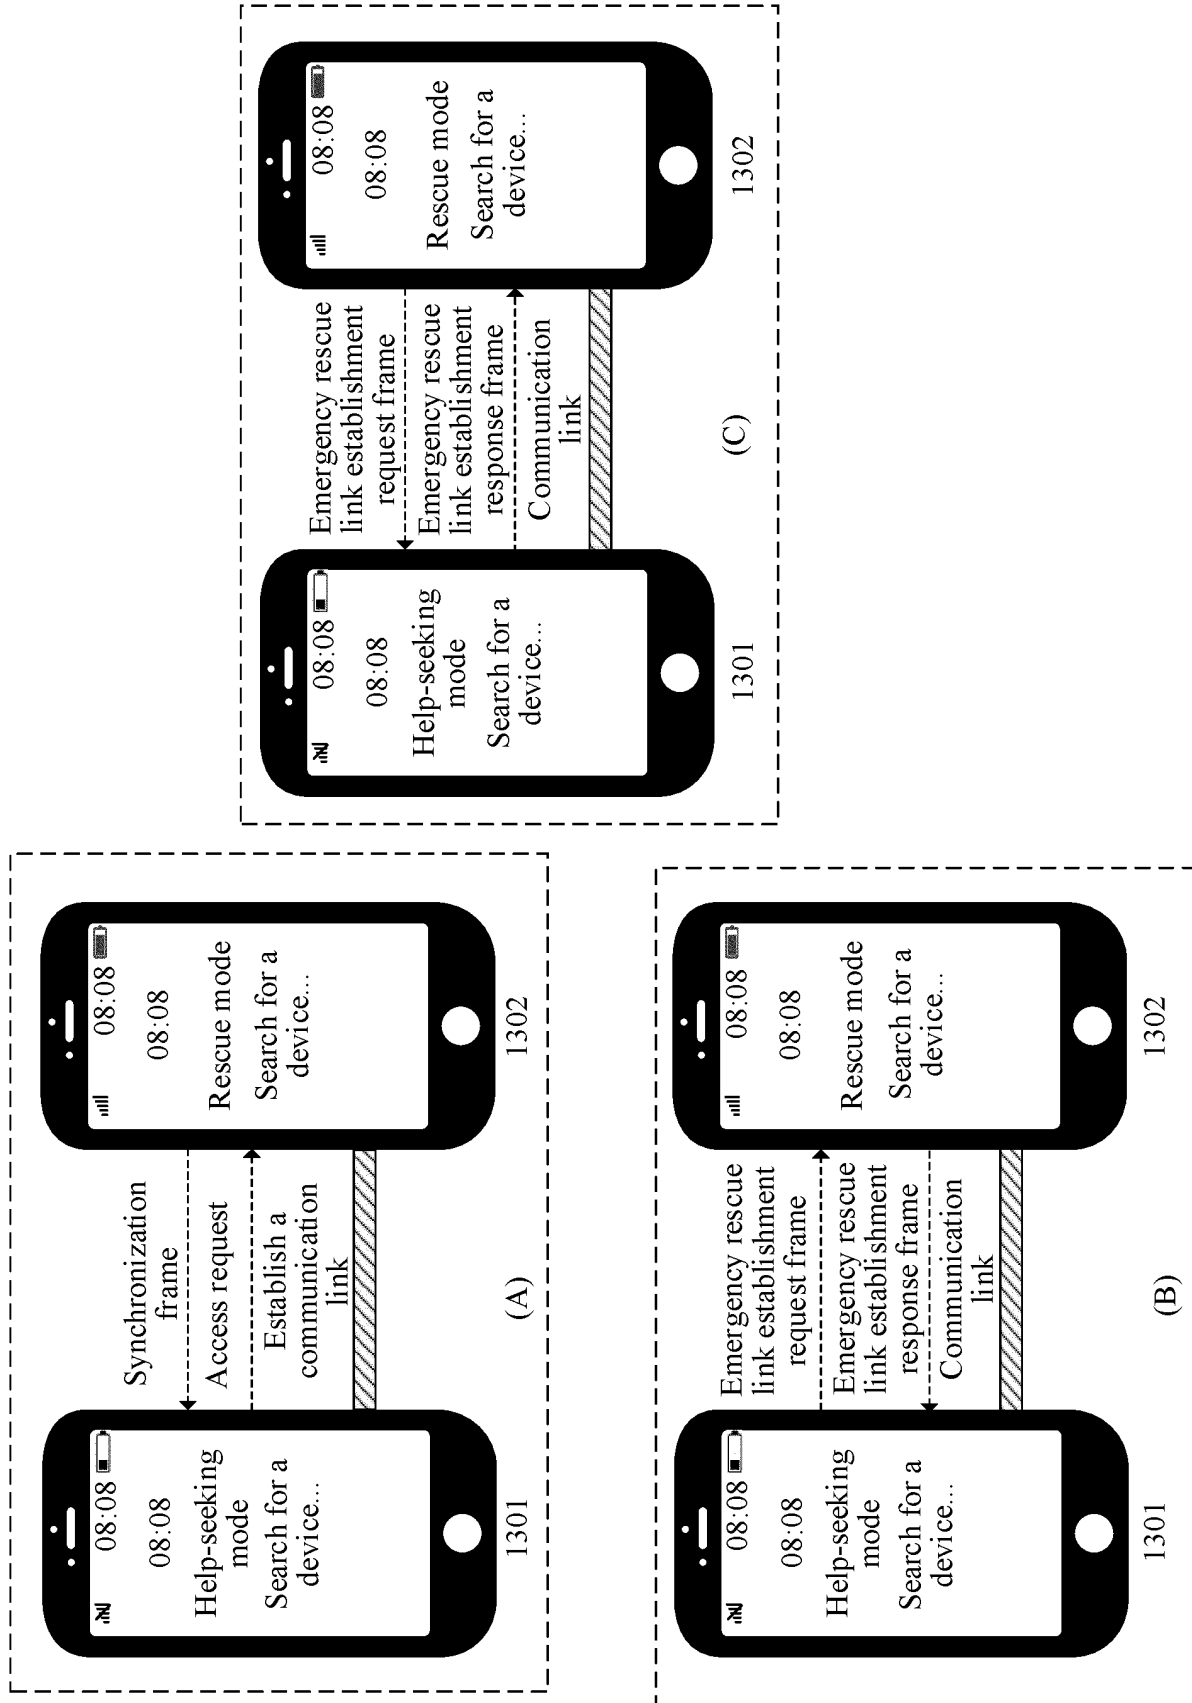 08:08
08:08
Help-seeking
mode
Search for a
device...
1301
Synchronization
frame
Access request
Establish a
communication
link
08:08
08:08
Rescue mode
Search for a
device...
1302
(A)
08:08
08:08
Help-seeking
mode
Search for a
device...
1301
Emergency rescue
link establishment
request frame
Emergency rescue
link establishment
response frame
Communication
link
08:08
08:08
Rescue mode
Search for a
device...
1302
(B)
08:08
08:08
Help-seeking
mode
Search for a
device...
1301
Emergency rescue
link establishment
request frame
Emergency rescue
link establishment
response frame
Communication
link
08:08
08:08
Rescue mode
Search for a
device...
1302
(C)